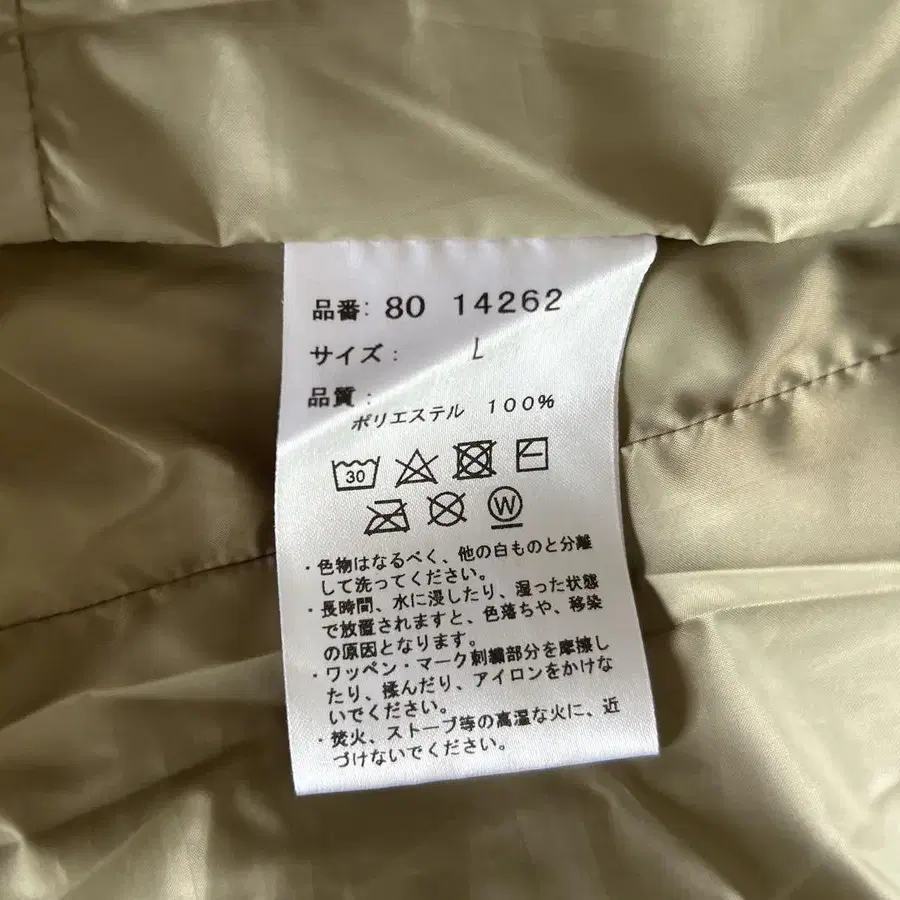 品番: 80 14262
サイズ: L
品質:
ポリエステル 100%
30
W
・色物はなるべく、他の白ものと分離
して洗ってください。
・長時間、水に浸したり、湿った状態
で放置されますと、色落ちや、移染
の原因となります。
・ワッペン・マーク刺繍部分を摩擦し
たり、揉んだり、アイロンをかけな
いでください。
・焚火、ストーブ等の高温な火に、近
づけないでください。